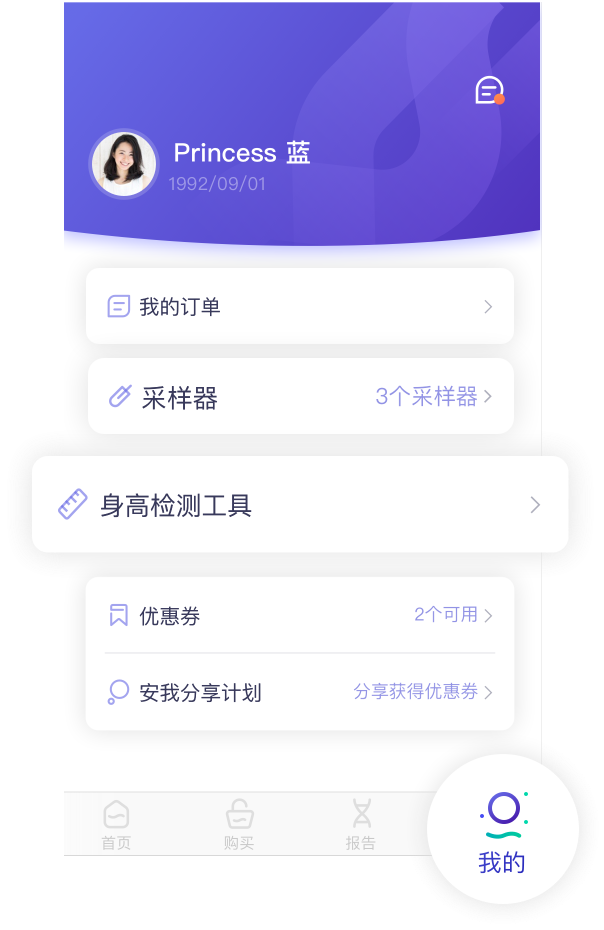 Princess 蓝
1992/09/01
我的订单
采样器 3个采样器
身高检测工具
优惠券 2个可用
安我分享计划 分享获得优惠券
首页 购买 报告 我的